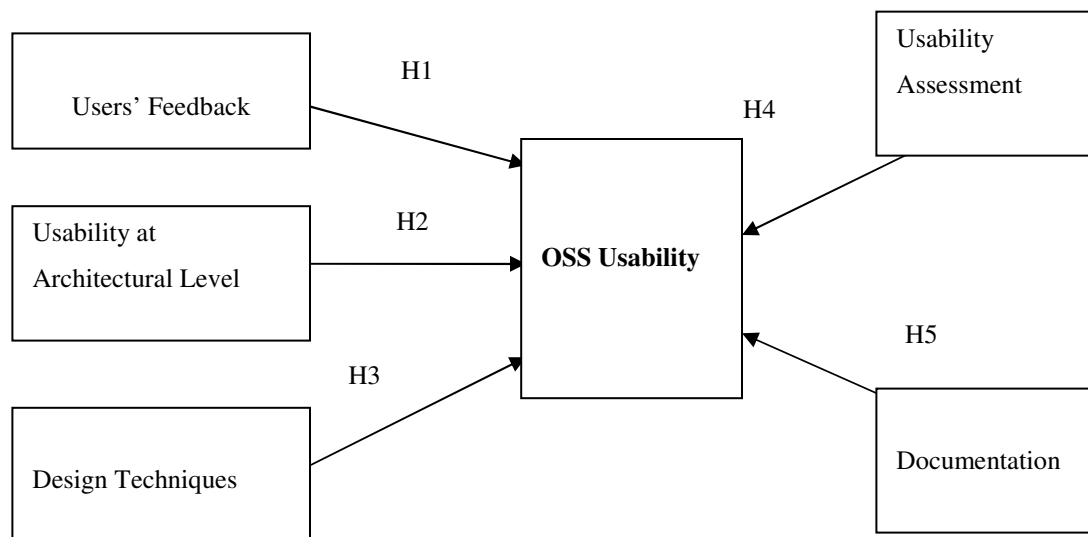 H1
Users’ Feedback
H2
Usability at
Architectural Level
H3
Design Techniques
OSS Usability
Usability
Assessment
H4
H5
Documentation